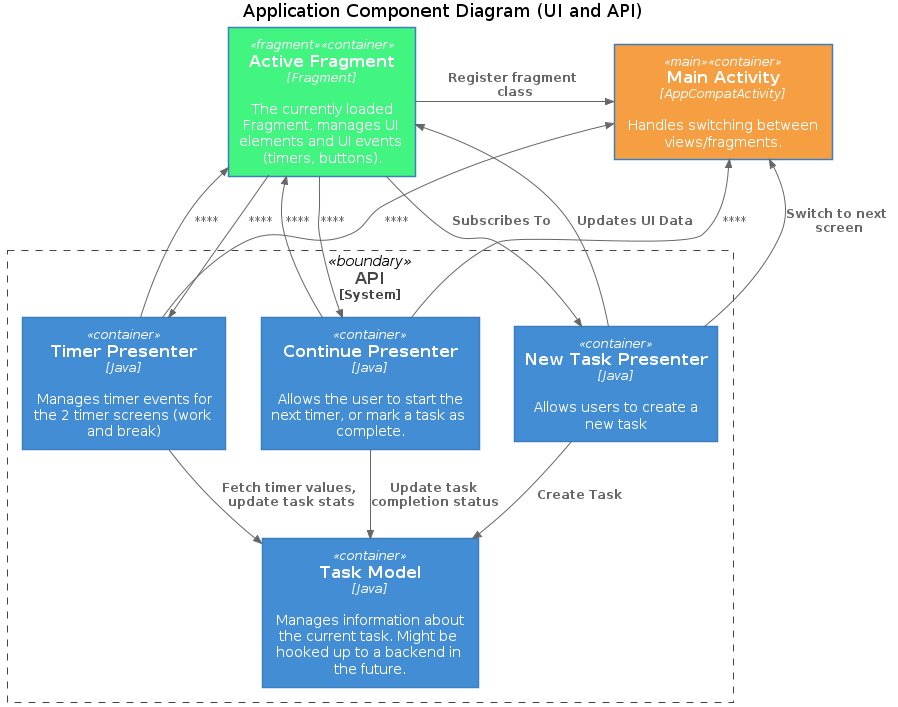 Application Component Diagram (UI and API)
«fragment»«container»
Active Fragment
[Fragment]
The currently loaded
Fragment, manages UI
elements and UI events
(timers, buttons).
«main»«container»
Main Activity
[AppCompatActivity]
Handles switching between
views/fragments.
Register fragment
class
****
****
****
****
****
Subscribes To
Updates UI Data
****
Switch to next
screen
«boundary»
API
[System]
«container»
Timer Presenter
[Java]
Manages timer events for
the 2 timer screens (work
and break)
«container»
Continue Presenter
[Java]
Allows the user to start the
next timer, or mark a task as
complete.
«container»
New Task Presenter
[Java]
Allows users to create a
new task
Fetch timer values,
update task stats
Update task
completion status
Create Task
«container»
Task Model
[Java]
Manages information about
the current task. Might be
hooked up to a backend in
the future.